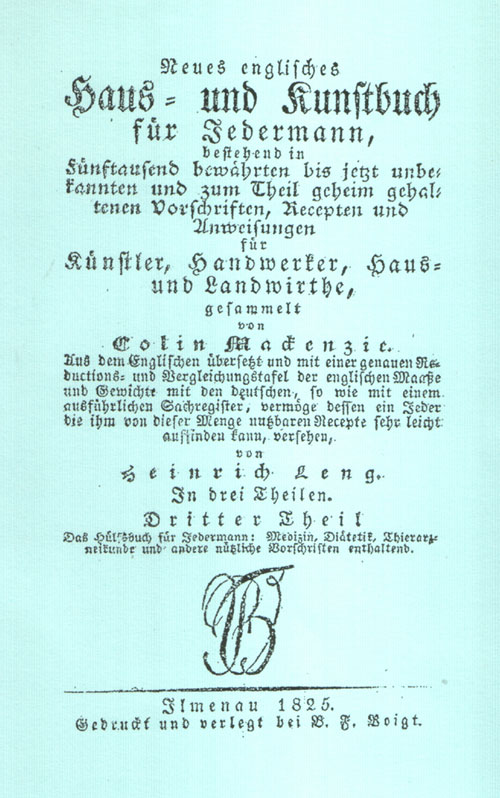 Neues englisches
Haus- und Kunstbuch
für Jedermann,
bestehend in
Fünftausend bewährten bis jetzt unbe-
kannten und zum Theil geheim gehal-
tenen Vorschriften, Recepten und
Anweisungen
für
Künstler, Handwerker, Haus-
und Landwirthe,
gesammelt
von
Colin Mackenzie.
Aus dem Englischen übersetzt und mit einer genauen Re-
ductions- und Vergleichungstafel der englischen Maaße
und Gewichte mit den deutschen, so wie mit einem
ausführlichen Sachregister, vermöge dessen ein Jeder
die ihm von dieser Menge nutzbaren Recepte sehr leicht
auffinden kann, versehen,
von
Heinrich Leng.
In drei Theilen.
Dritter Theil
Das Hülfsbuch für Jedermann: Medizin, Diätetik, Thierarz-
neikunde und andere nützliche Vorschriften enthaltend.
Ilmenau 1825.
Gedruckt und verlegt bei B. F. Voigt.